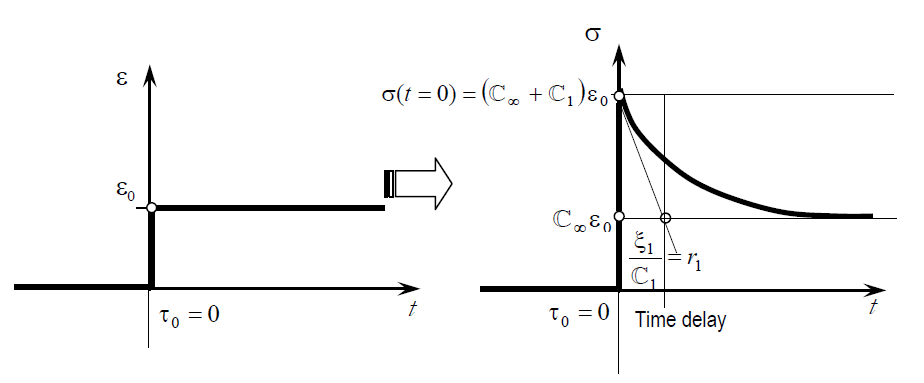 ε
ε₀
τ₀ = 0
t
σ
σ(t = 0) = (ℂ∞ + ℂ₁)ε₀
ℂ∞ε₀
ξ₁/ℂ₁ = r₁
τ₀ = 0
Time delay
t